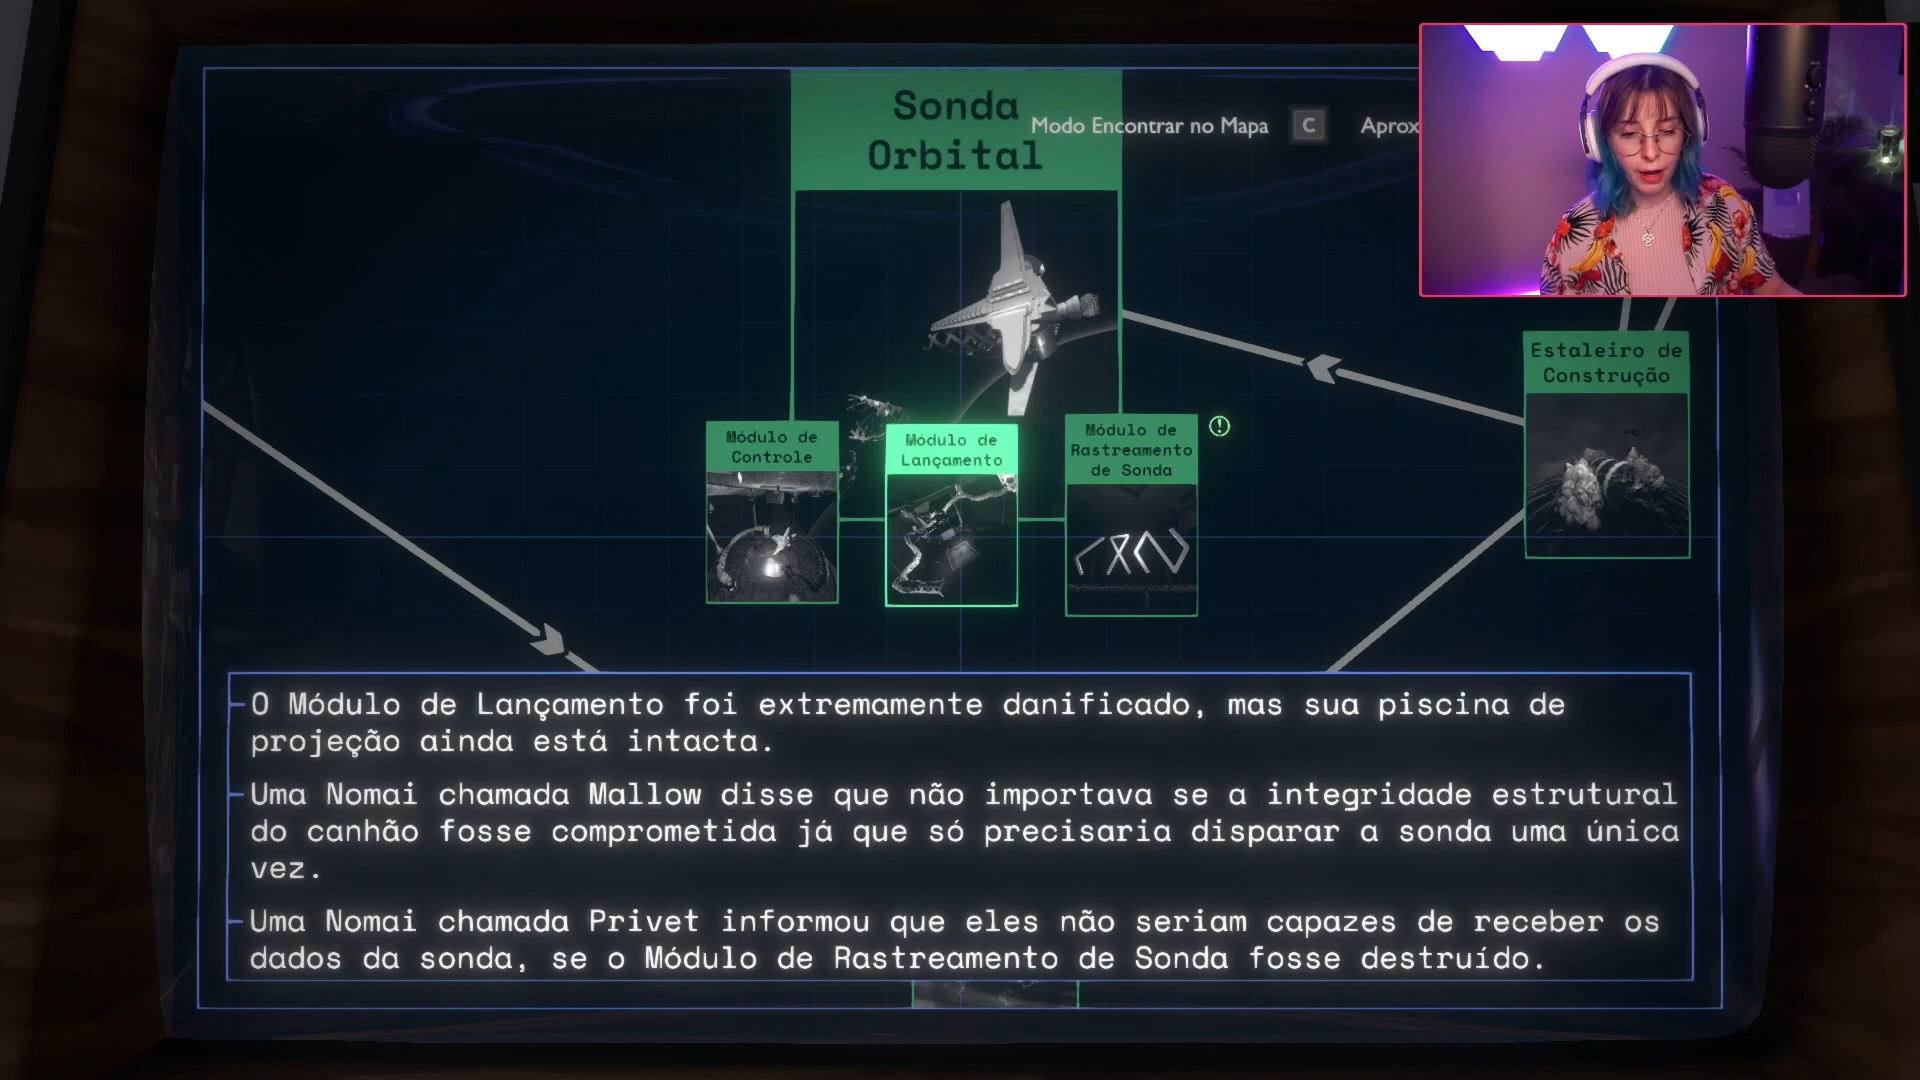 Sonda
Orbital
Modo Encontrar no Mapa C Aprox
Estaleiro de
Construção
Módulo de
Controle
Módulo de
Lançamento
Módulo de
Rastreamento
de Sonda
O Módulo de Lançamento foi extremamente danificado, mas sua piscina de
projeção ainda está intacta.
Uma Nomai chamada Mallow disse que não importava se a integridade estrutural
do canhão fosse comprometida já que só precisaria disparar a sonda uma única
vez.
Uma Nomai chamada Privet informou que eles não seriam capazes de receber os
dados da sonda, se o Módulo de Rastreamento de Sonda fosse destruído.